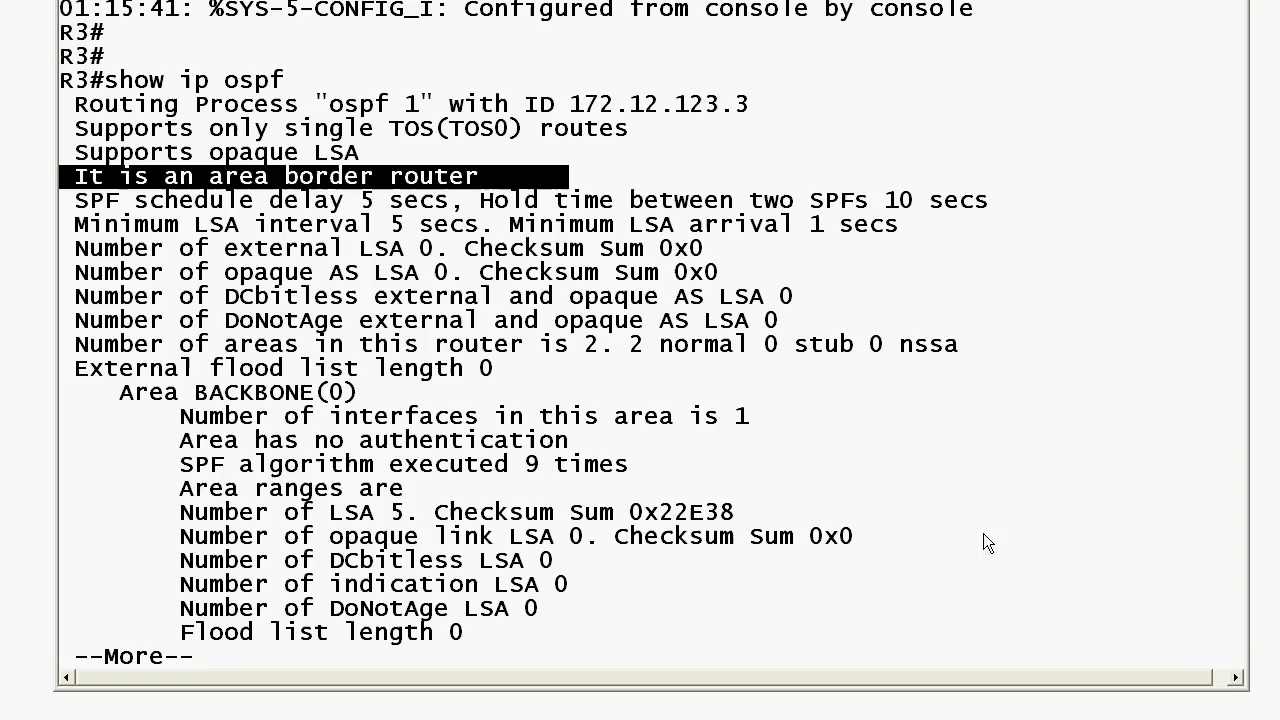 01:15:41: %SYS-5-CONFIG_I: Configured from console by console
R3#
R3#
R3#show ip ospf
Routing Process "ospf 1" with ID 172.12.123.3
Supports only single TOS(TOS0) routes
Supports opaque LSA
It is an area border router
SPF schedule delay 5 secs, Hold time between two SPFs 10 secs
Minimum LSA interval 5 secs. Minimum LSA arrival 1 secs
Number of external LSA 0. Checksum Sum 0x0
Number of opaque AS LSA 0. Checksum Sum 0x0
Number of DCbitless external and opaque AS LSA 0
Number of DoNotAge external and opaque AS LSA 0
Number of areas in this router is 2. 2 normal 0 stub 0 nssa
External flood list length 0
Area BACKBONE(0)
Number of interfaces in this area is 1
Area has no authentication
SPF algorithm executed 9 times
Area ranges are
Number of LSA 5. Checksum Sum 0x22E38
Number of opaque link LSA 0. Checksum Sum 0x0
Number of DCbitless LSA 0
Number of indication LSA 0
Number of DoNotAge LSA 0
Flood list length 0
--More--